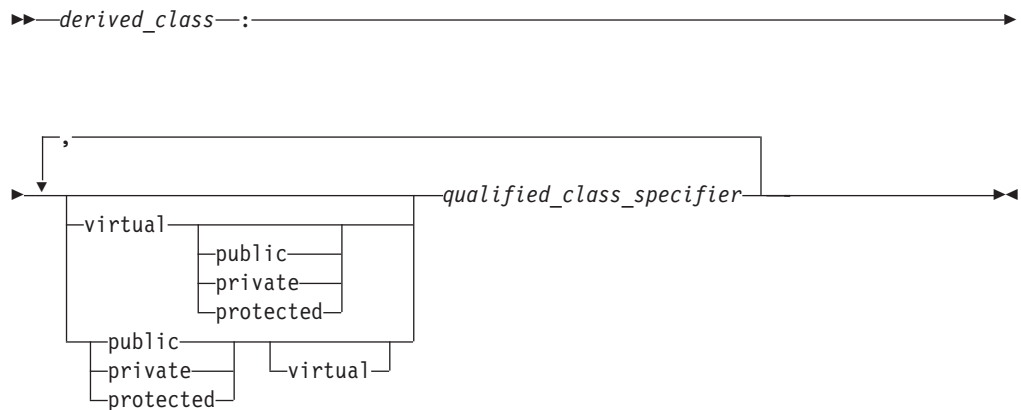 derived_class :
,
qualified_class_specifier
virtual
public
private
protected
public
private virtual
protected